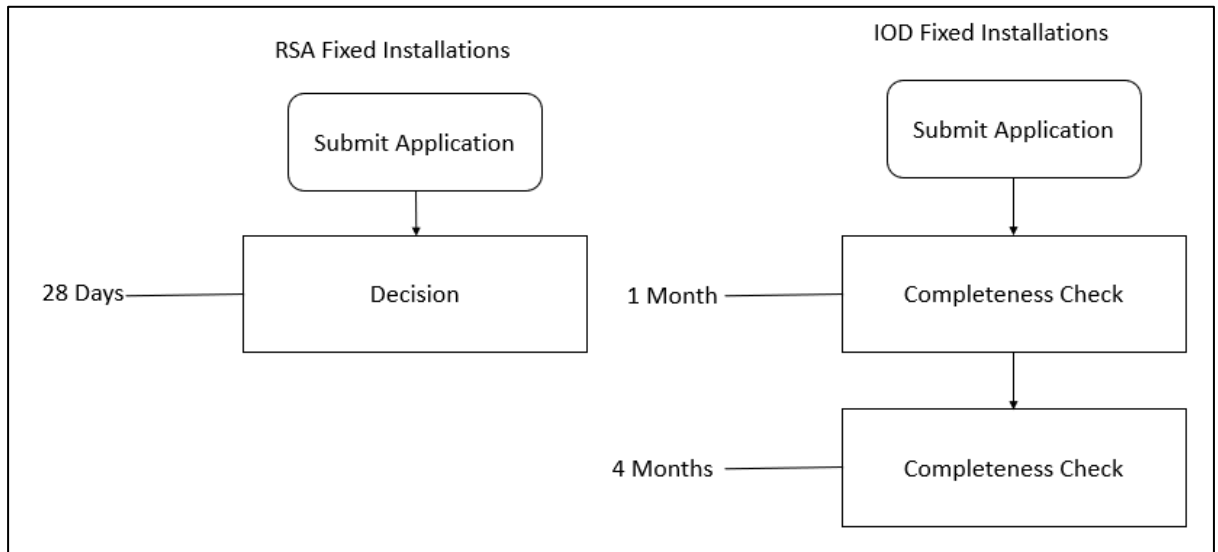 RSA Fixed Installations
Submit Application
28 Days
Decision
IOD Fixed Installations
Submit Application
1 Month
Completeness Check
4 Months
Completeness Check